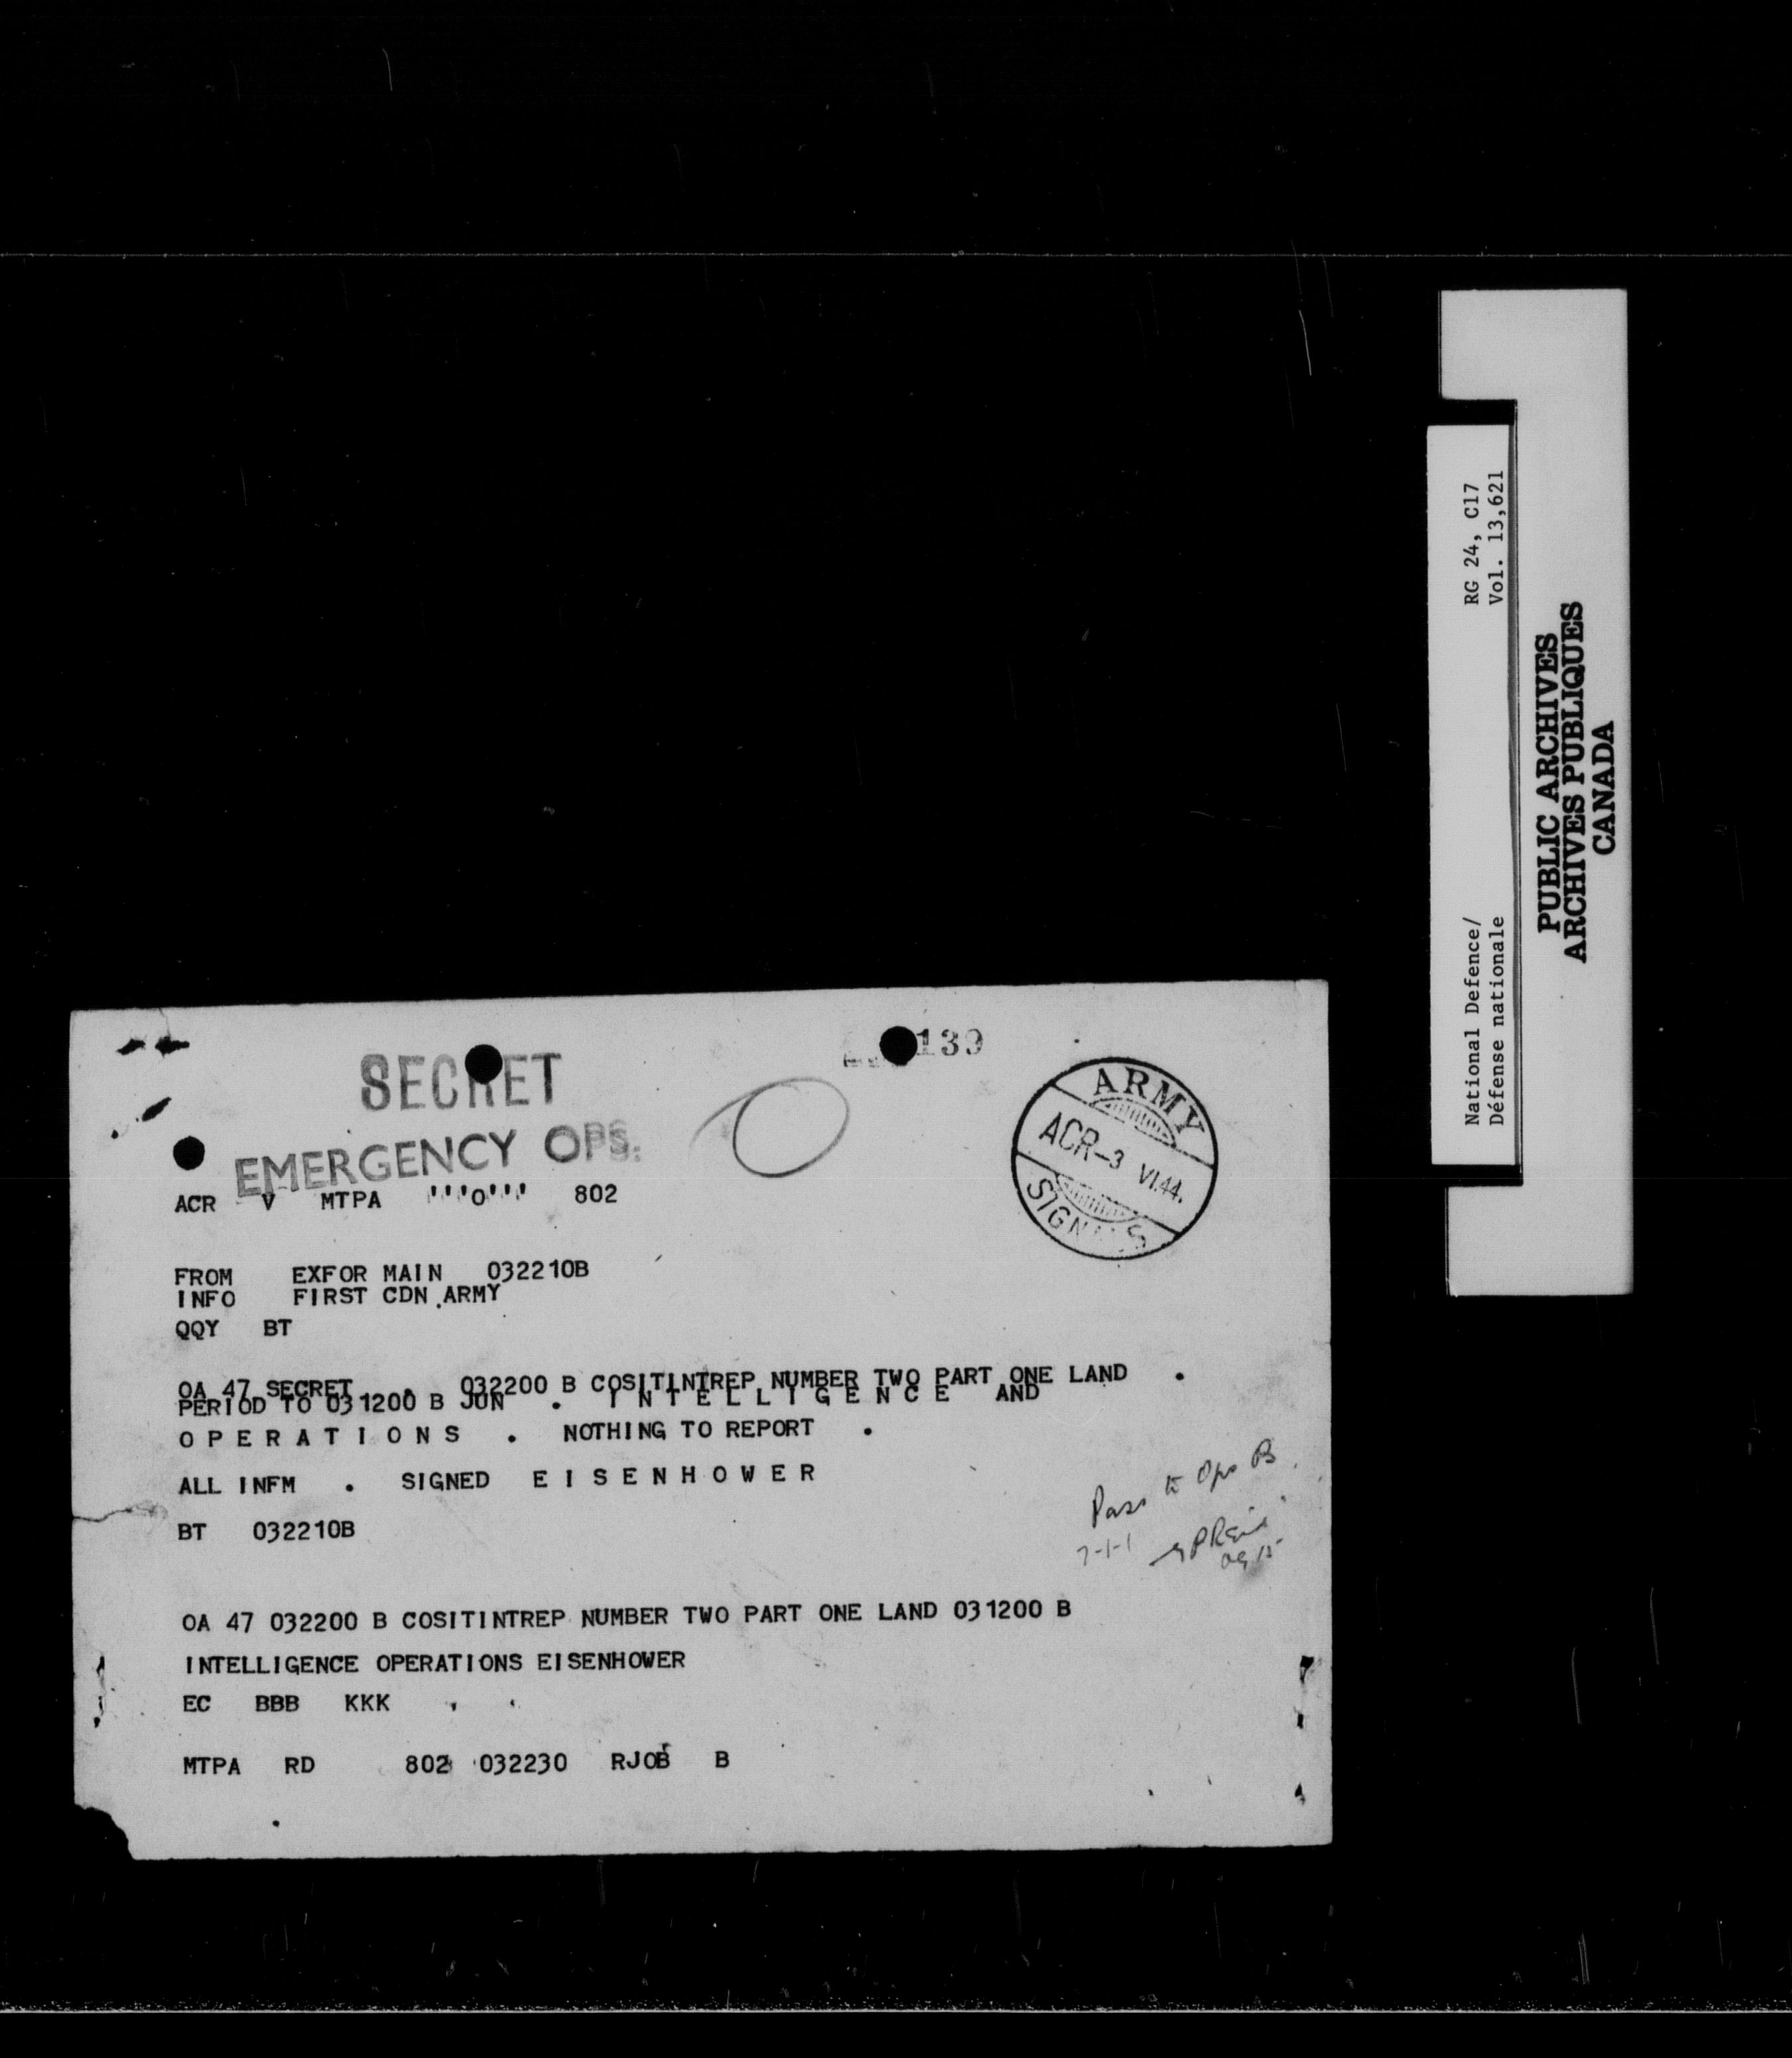 139
SECRET
EMERGENCY OPS.
ARMY
ACR-3 VI.44.
SIGNALS
ACR V MTPA '''O''' 802
FROM EXFOR MAIN 032210B
INFO FIRST CDN ARMY
QQY BT
OA 47 SECRET . 032200 B COSITINTREP NUMBER TWO PART ONE LAND .
PERIOD TO 031200 B JUN . I N T E L L I G E N C E AND
O P E R A T I O N S . NOTHING TO REPORT .
ALL INFM . SIGNED E I S E N H O W E R
BT 032210B
Pass to Ops B
OA 47 032200 B COSITINTREP NUMBER TWO PART ONE LAND 031200 B
INTELLIGENCE OPERATIONS EISENHOWER
EC BBB KKK
MTPA RD 802 032230 RJOB B
National Defence/ RG 24, C17
Défense nationale Vol. 13,621
PUBLIC ARCHIVES
ARCHIVES PUBLIQUES
CANADA